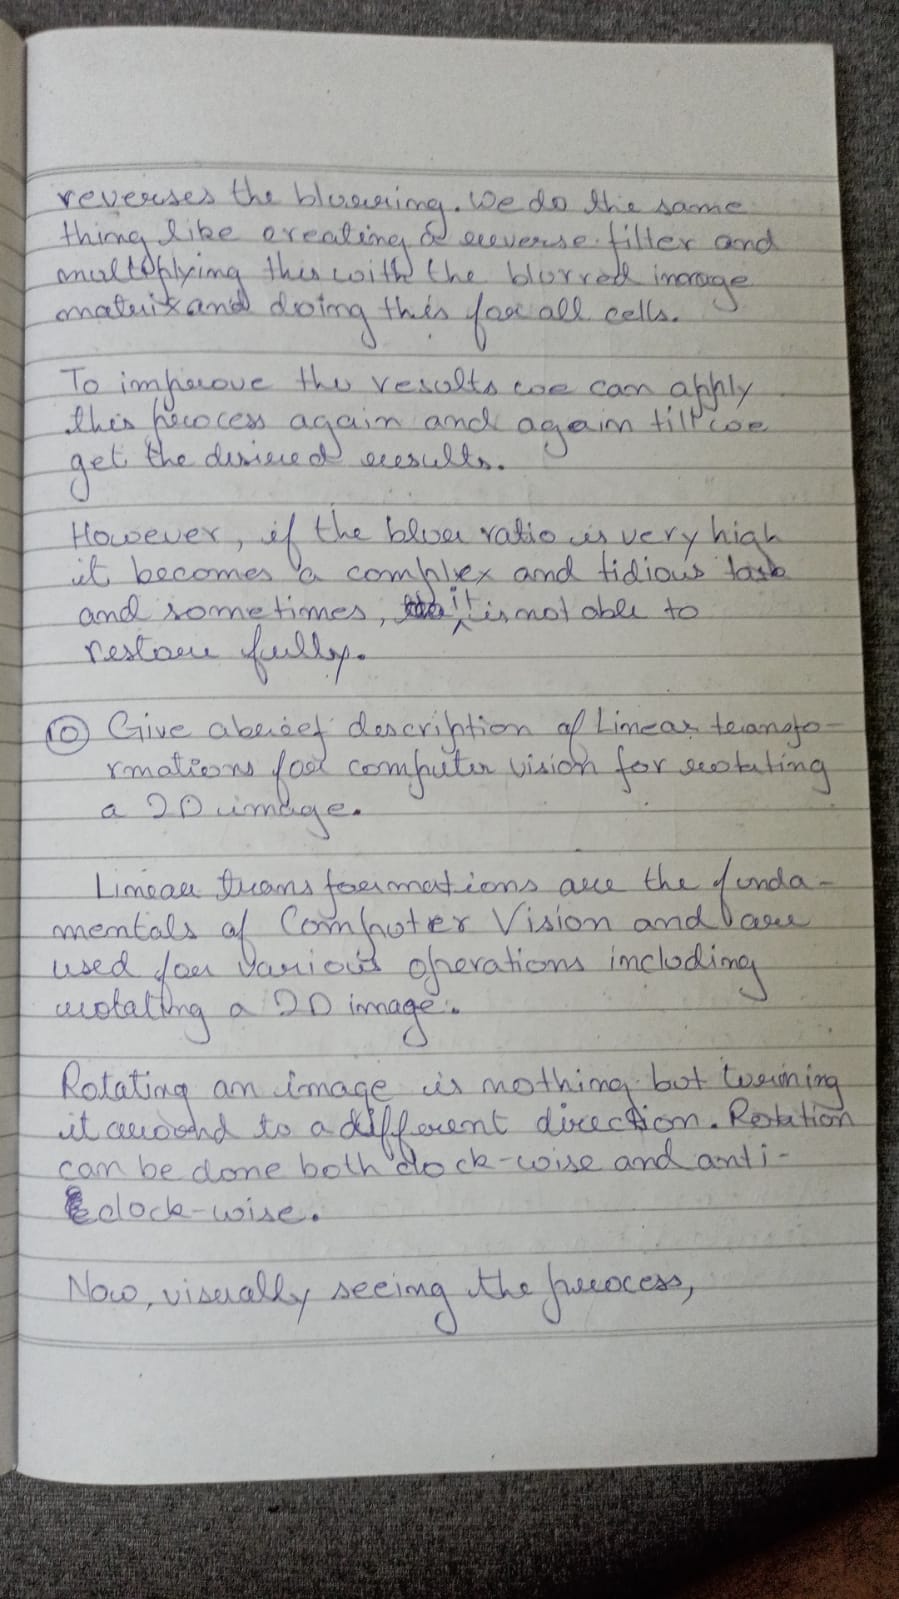 reverses the blurring. We do the same
thing like creating a reverse filter and
multiplying this with the blurred image
matrix and doing this for all cells.
To improve the results we can apply
this process again and again till we
get the desired results.
However, if the blur ratio is very high
it becomes a complex and tidious task
and sometimes, it is not able to
restore fully.
10 Give a brief description of Linear transfo-
rmations for computer vision for rotating
a 2D image.
Linear transformations are the funda-
mentals of Computer Vision and are
used for various operations including
rotating a 2D image.
Rotating an image is nothing but turning
it around to a different direction. Rotation
can be done both clock-wise and anti-
clock-wise.
Now, visually seeing the process,